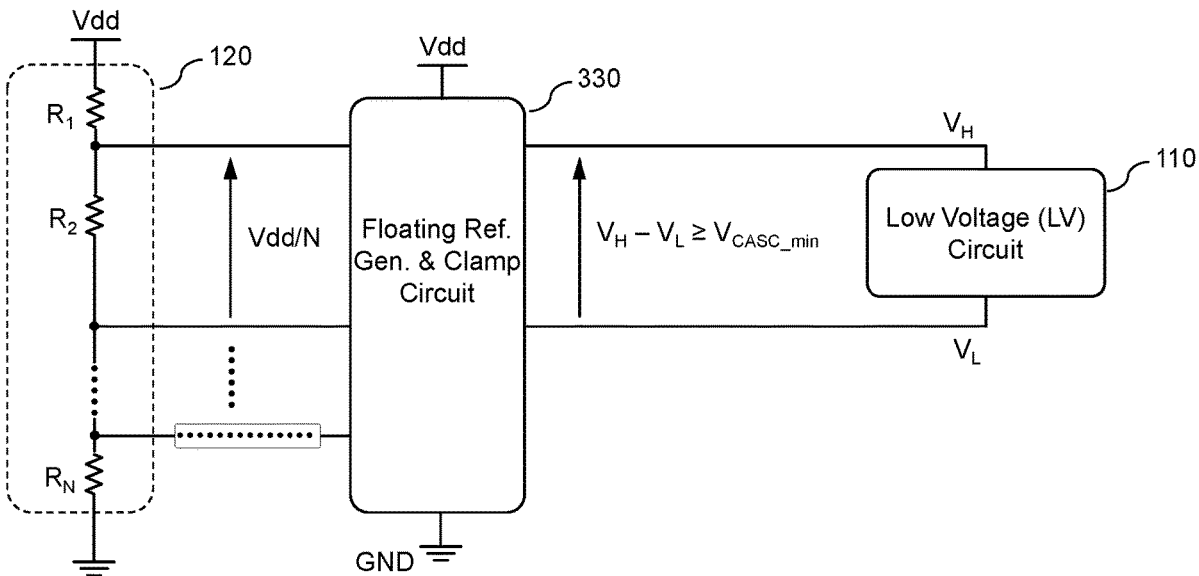 Vdd
120
R1
R2
RN
Vdd/N
Vdd
330
Floating Ref.
Gen. & Clamp
Circuit
GND
VH – VL ≥ VCASC_min
VH
110
Low Voltage (LV)
Circuit
VL